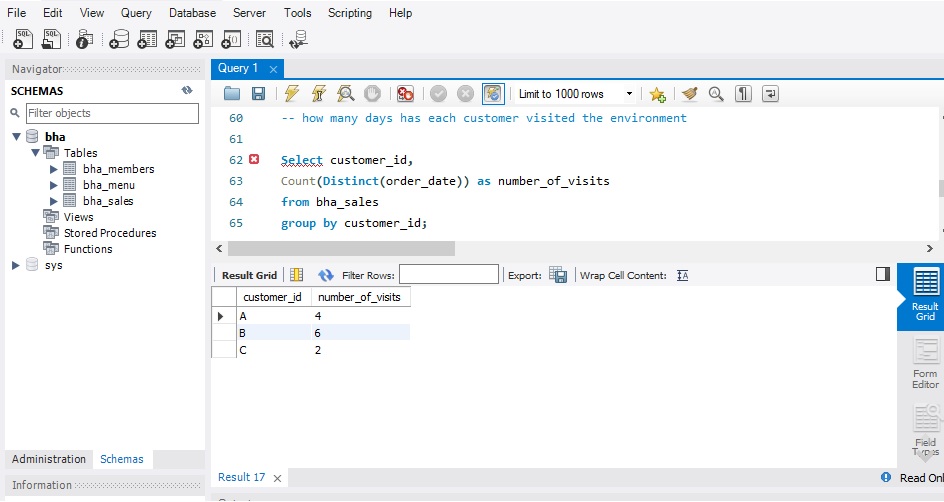 File Edit View Query Database Server Tools Scripting Help
Navigator
Query 1
SCHEMAS
Filter objects
bha
Tables
bha_members
bha_menu
bha_sales
Views
Stored Procedures
Functions
sys
Limit to 1000 rows
60 -- how many days has each customer visited the environment
61
62 Select customer_id,
63 Count(Distinct(order_date)) as number_of_visits
64 from bha_sales
65 group by customer_id;
Result Grid Filter Rows: Export: Wrap Cell Content: IA
customer_id number_of_visits
A 4
B 6
C 2
Result Grid
Form Editor
Field Types
Administration Schemas
Information
Result 17
Read Onl